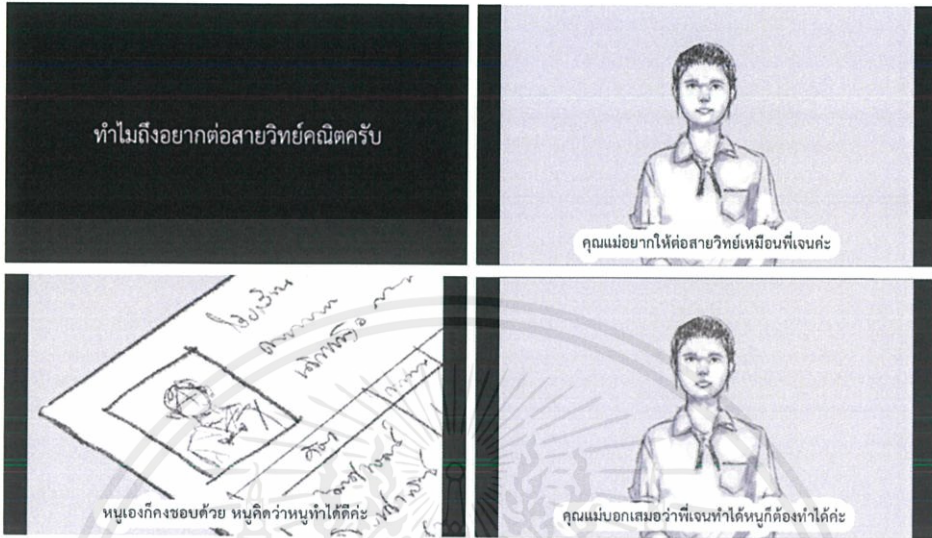 ทำไมถึงอยากต่อสายวิทย์คณิตครับ
คุณแม่อยากให้ต่อสายวิทย์เหมือนพี่เจนค่ะ
หนูเองก็คงชอบด้วย หนูคิดว่าหนูทำได้ดีค่ะ
คุณแม่บอกเสมอว่าพี่เจนทำได้หนูก็ต้องทำได้ค่ะ